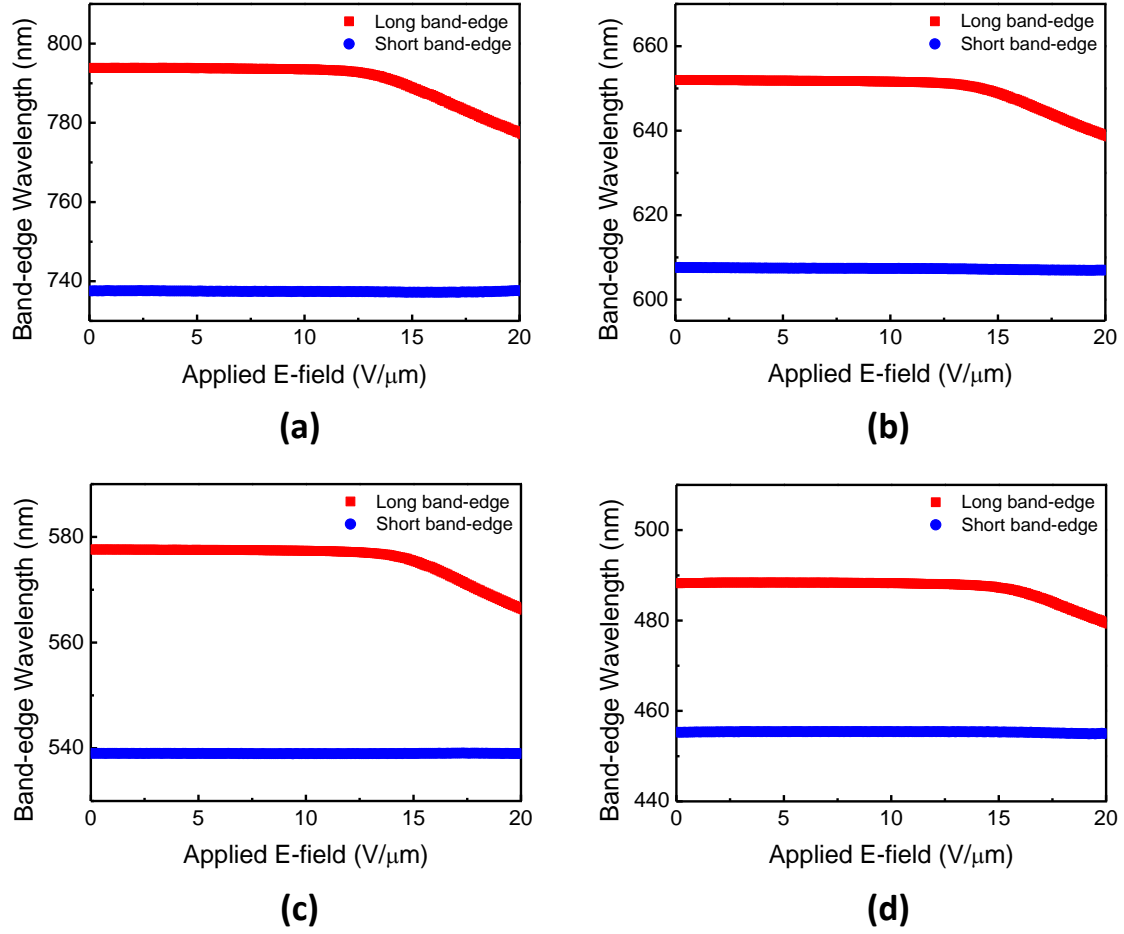 Band-edge Wavelength (nm)
800
780
760
740
Long band-edge
Short band-edge
0 5 10 15 20
Applied E-field (V/μm)
(a)
Band-edge Wavelength (nm)
660
640
620
600
Long band-edge
Short band-edge
0 5 10 15 20
Applied E-field (V/μm)
(b)
Band-edge Wavelength (nm)
580
560
540
Long band-edge
Short band-edge
0 5 10 15 20
Applied E-field (V/μm)
(c)
Band-edge Wavelength (nm)
500
480
460
440
Long band-edge
Short band-edge
0 5 10 15 20
Applied E-field (V/μm)
(d)